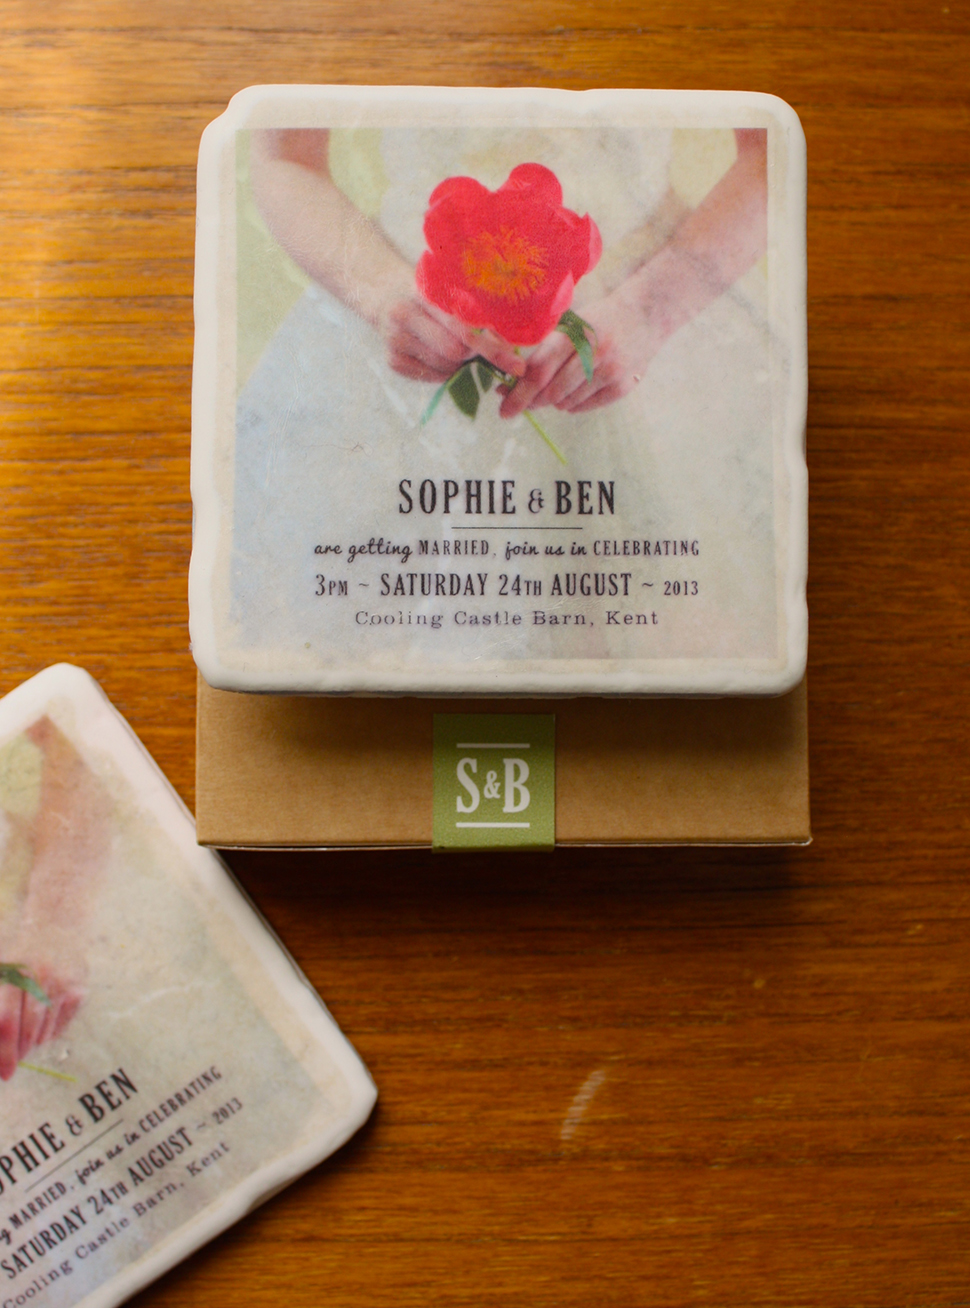 SOPHIE & BEN
are getting MARRIED, join us in CELEBRATING
3PM ~ SATURDAY 24TH AUGUST ~ 2013
Cooling Castle Barn, Kent
S&B
OPHIE & BEN
MARRIED, join us in CELEBRATING
SATURDAY 24TH AUGUST ~ 2013
Cooling Castle Barn, Kent